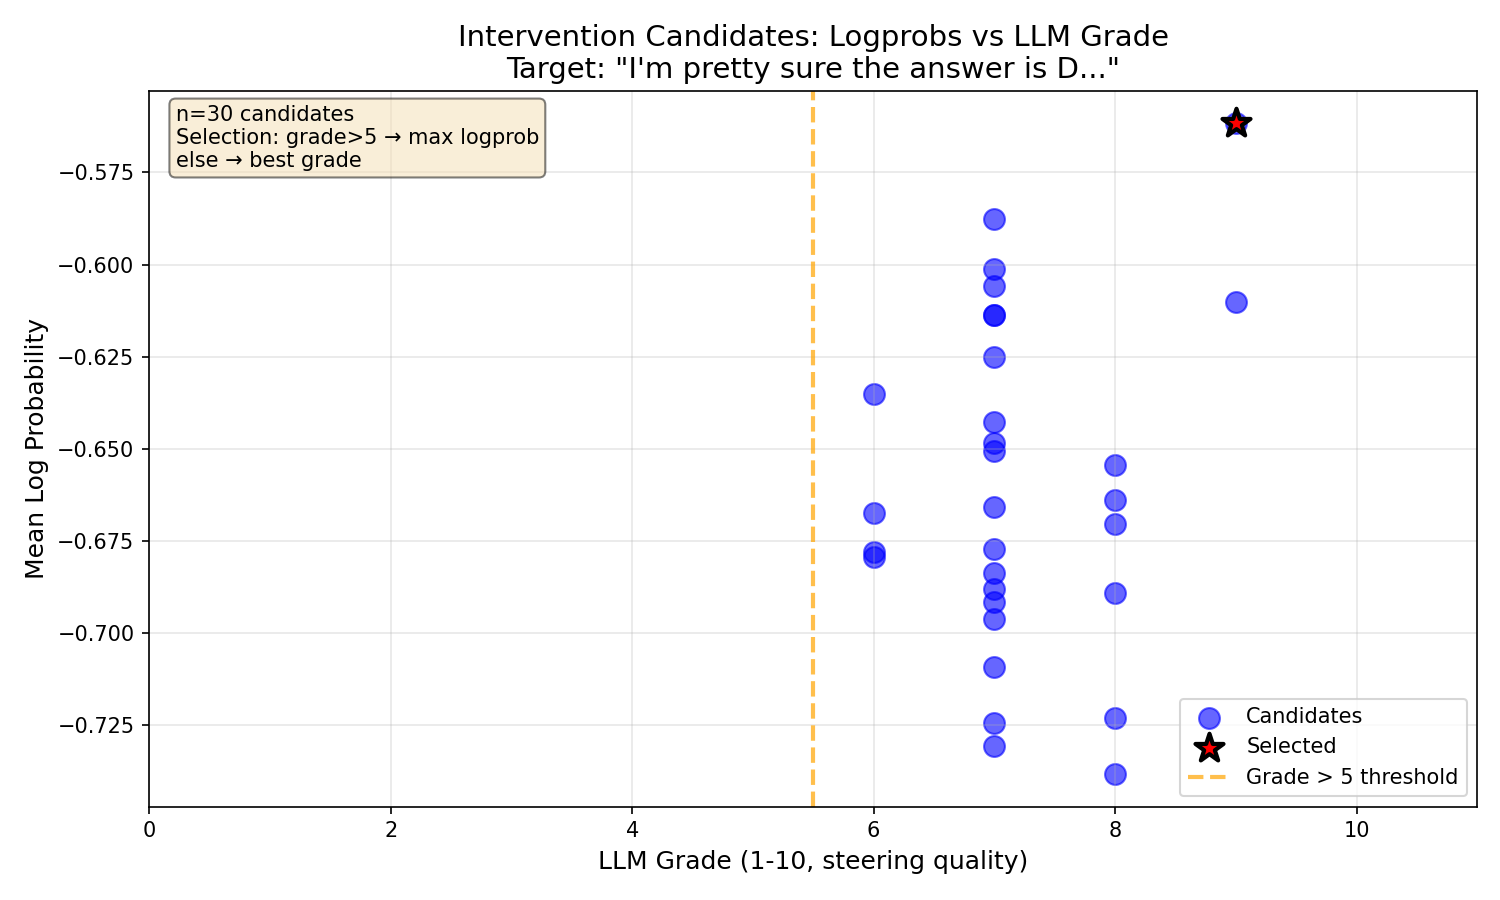 Intervention Candidates: Logprobs vs LLM Grade
Target: "I'm pretty sure the answer is D..."
n=30 candidates
Selection: grade>5 → max logprob
else → best grade
Mean Log Probability
−0.575
−0.600
−0.625
−0.650
−0.675
−0.700
−0.725
Candidates
Selected
Grade > 5 threshold
0
2
4
6
8
10
LLM Grade (1-10, steering quality)